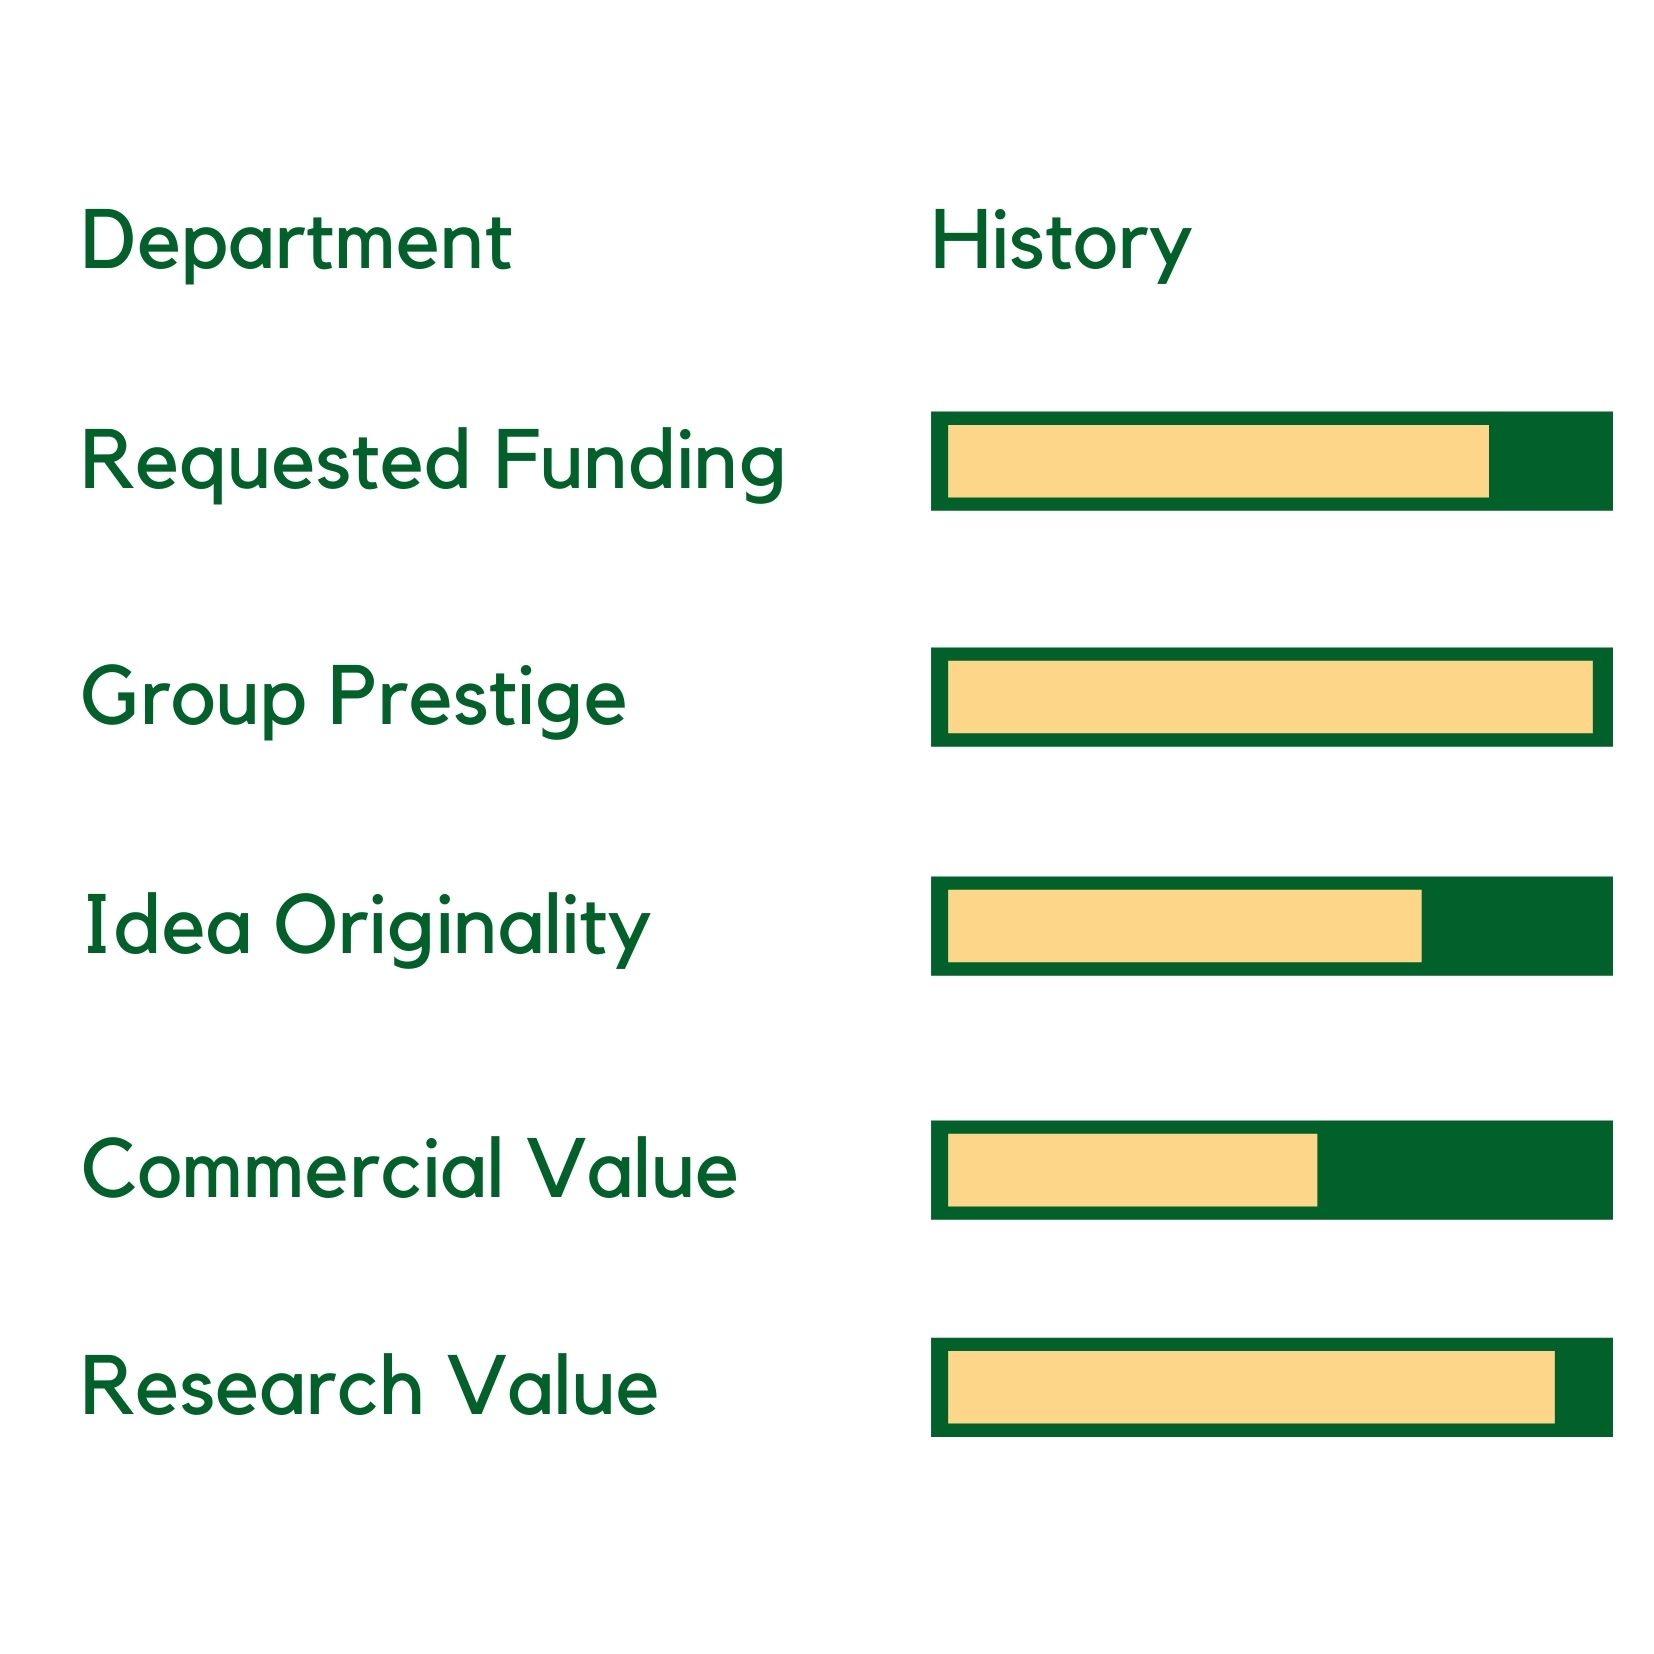 Department History
Requested Funding
Group Prestige
Idea Originality
Commercial Value
Research Value